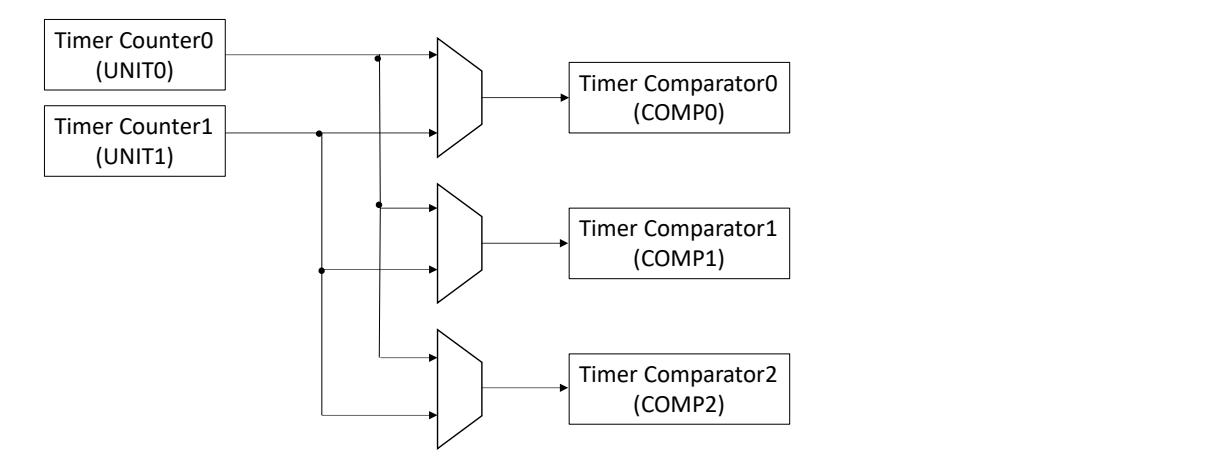 Timer Counter0
(UNIT0)
Timer Counter1
(UNIT1)
Timer Comparator0
(COMP0)
Timer Comparator1
(COMP1)
Timer Comparator2
(COMP2)